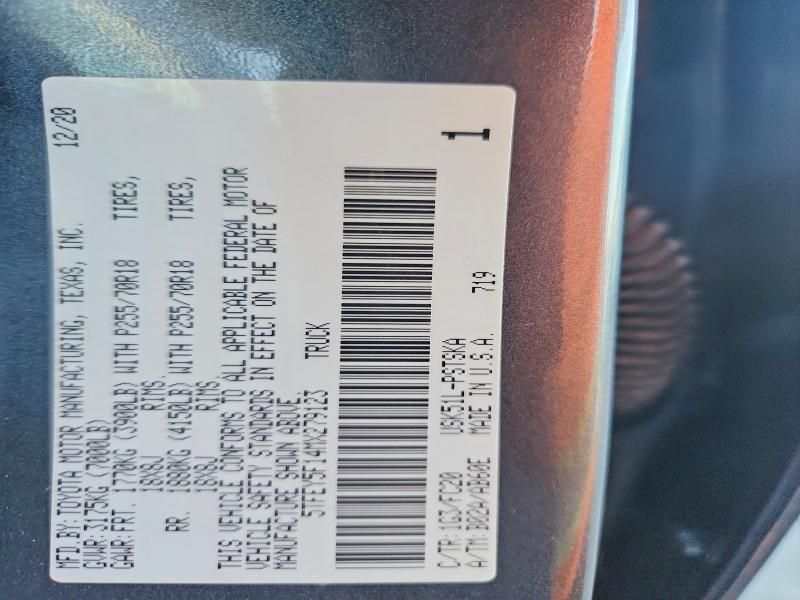 MFD.BY: TOYOTA MOTOR MANUFACTURING, TEXAS, INC. 12/20
GVWR: 3175KG (7000LB)
GAWR: FRT. 1770KG (3900LB) WITH P255/70R18 TIRES,
18X8J RIMS.
RR. 1880KG (4150LB) WITH P255/70R18 TIRES,
18X8J RIMS.
THIS VEHICLE CONFORMS TO ALL APPLICABLE FEDERAL MOTOR
VEHICLE SAFETY STANDARDS IN EFFECT ON THE DATE OF
MANUFACTURE SHOWN ABOVE
5TFEY5F14MX279123 TRUCK
C/TR: 1G3/FC20 USK51L-PSTSKA
A/TM: B02A/AB60E MADE IN U.S.A. 719
1